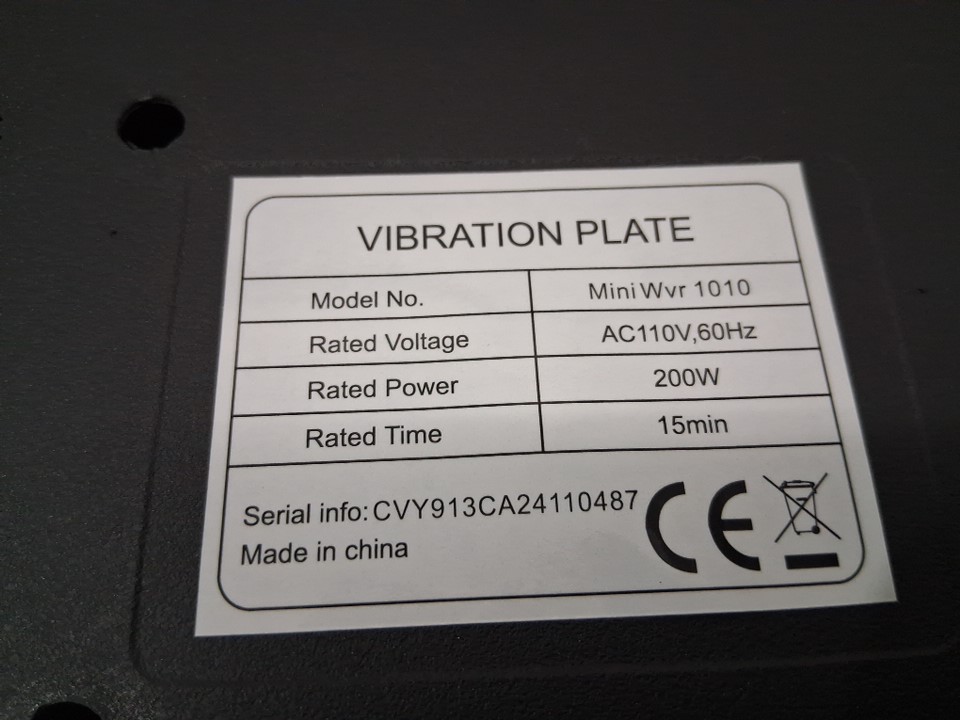 VIBRATION PLATE
Model No. Mini Wvr 1010
Rated Voltage AC110V,60Hz
Rated Power 200W
Rated Time 15min
Serial info:CVY913CA24110487
Made in china
CE